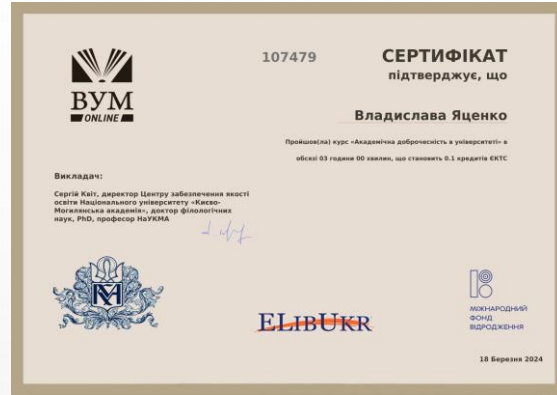 107479
СЕРТИФІКАТ
підтверджує, що
ВУМ
ONLINE
Владислава Яценко
Пройшов(ла) курс «Академічна доброчесність в університеті» в
обсязі 03 години 00 хвилин, що становить 0.1 кредитів ЄКТС
Викладач:
Сергій Квіт, директор Центру забезпечення якості
освіти Національного університету «Києво-
Могилянська академія», доктор філологічних
наук, PhD, професор НаУКМА
ELIBUKR
МІЖНАРОДНИЙ
ФОНД
ВІДРОДЖЕННЯ
18 Березня 2024